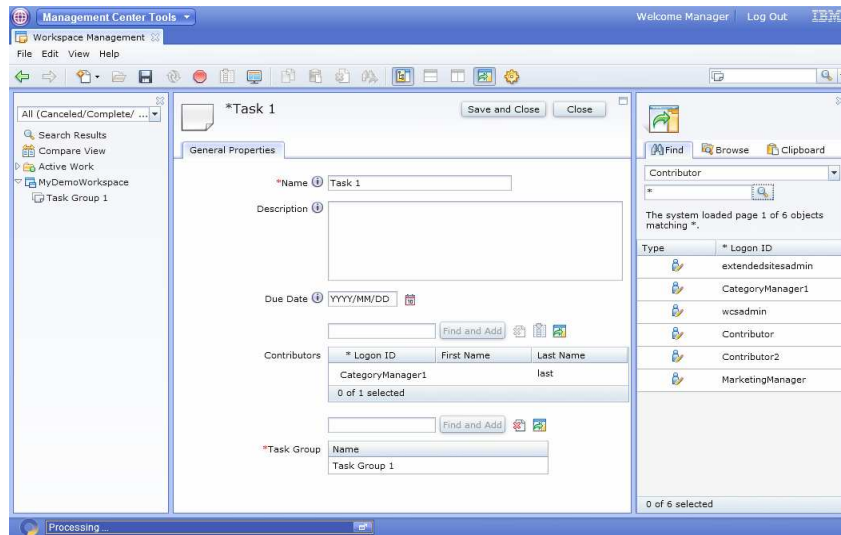 Management Center Tools
Welcome Manager Log Out IBM
Workspace Management
File Edit View Help
All (Canceled/Complete/ ...
Search Results
Compare View
Active Work
MyDemoWorkspace
Task Group 1
*Task 1
Save and Close Close
General Properties
*Name Task 1
Description
Due Date YYYY/MM/DD
Find and Add
Contributors * Logon ID First Name Last Name
CategoryManager1 last
0 of 1 selected
Find and Add
*Task Group Name
Task Group 1
Find Browse Clipboard
Contributor
*
The system loaded page 1 of 6 objects
matching *.
Type * Logon ID
extendedsitesadmin
CategoryManager1
wcsadmin
Contributor
Contributor2
MarketingManager
0 of 6 selected
Processing ...